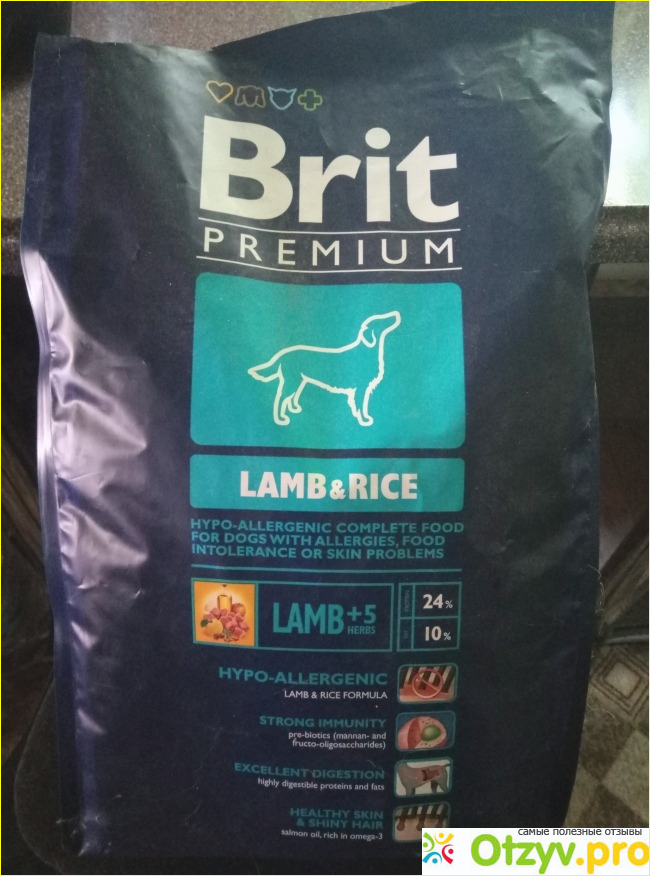 Brit
PREMIUM
LAMB & RICE
HYPO-ALLERGENIC COMPLETE FOOD
FOR DOGS WITH ALLERGIES, FOOD
INTOLERANCE OR SKIN PROBLEMS
LAMB +5
HERBS
PROTEIN 24%
FAT 10%
HYPO-ALLERGENIC
LAMB & RICE FORMULA
STRONG IMMUNITY
pre-biotics (mannan- and
fructo-oligosaccharides)
EXCELLENT DIGESTION
highly digestible proteins and fats
HEALTHY SKIN
& SHINY HAIR
salmon oil, rich in omega-3
самые полезные отзывы
Otzyv.pro